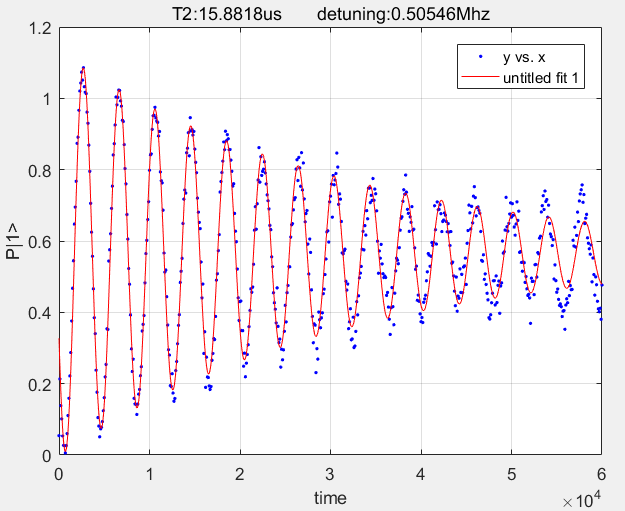 T2:15.8818us detuning:0.50546Mhz
1.2
1
0.8
0.6
0.4
0.2
0
P|1>
y vs. x
untitled fit 1
0 1 2 3 4 5 6
time
×10⁴